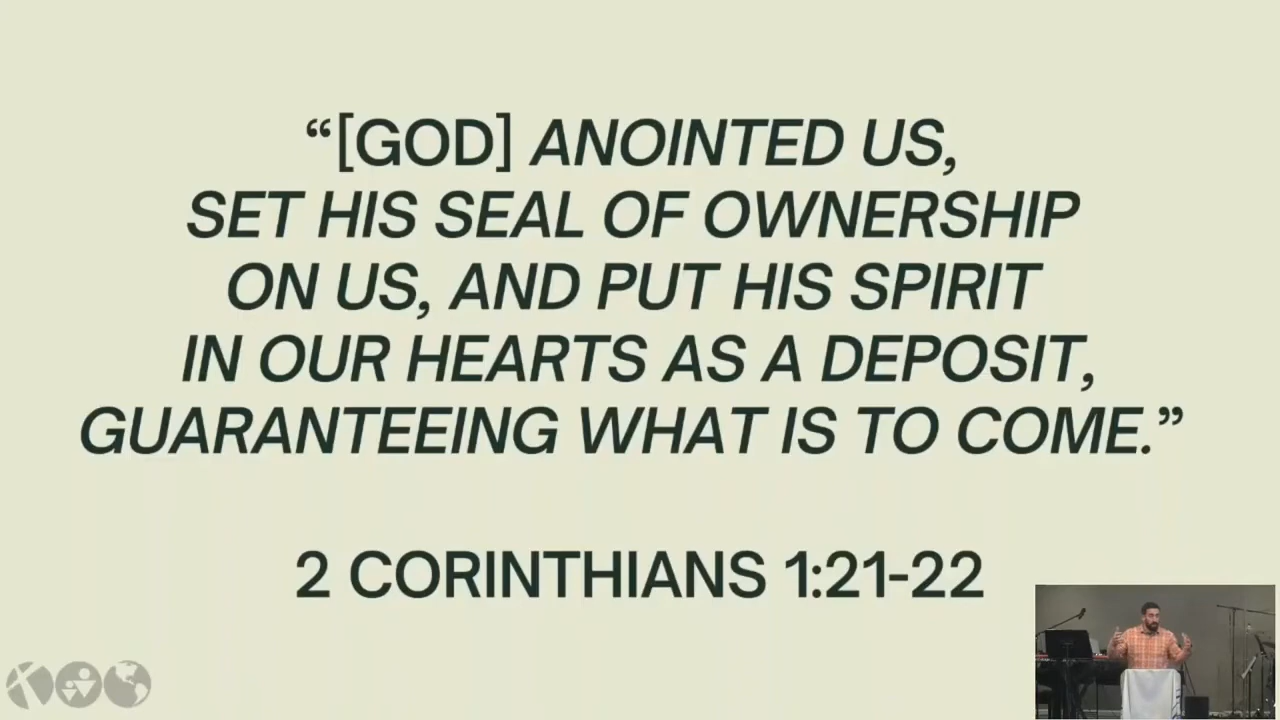 “[GOD] ANOINTED US,
SET HIS SEAL OF OWNERSHIP
ON US, AND PUT HIS SPIRIT
IN OUR HEARTS AS A DEPOSIT,
GUARANTEEING WHAT IS TO COME.”
2 CORINTHIANS 1:21-22